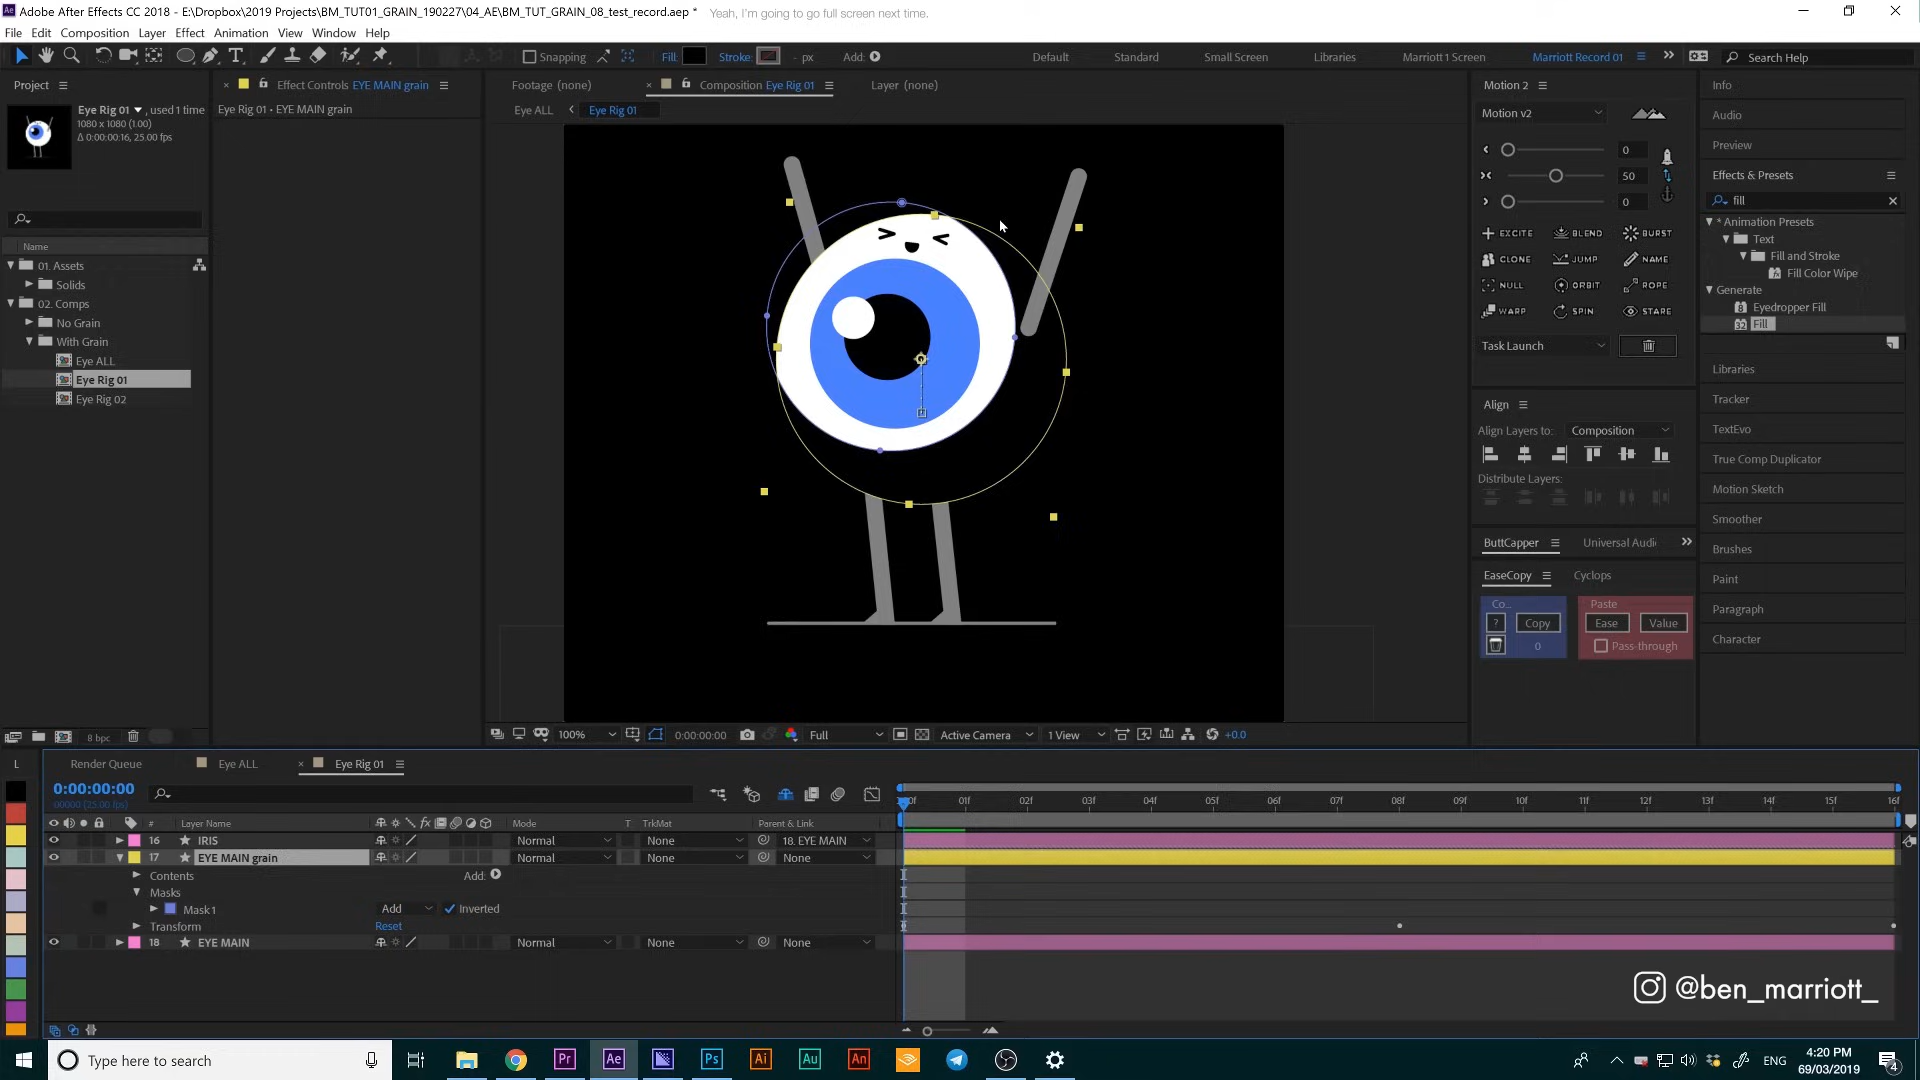 Adobe After Effects CC 2018 - E:\Dropbox\2019 Projects\BM_TUT01_GRAIN_190227\04_AE\BM_TUT_GRAIN_08_test_record.aep * Yeah, I'm going to go full screen next time.
File Edit Composition Layer Effect Animation View Window Help
Snapping Fill: Stroke: - px Add: Default Standard Small Screen Libraries Marriott 1 Screen Marriott Record 01 Search Help
Project Effect Controls EYE MAIN grain Footage (none) Composition Eye Rig 01 Layer (none) Motion 2 Info
Eye Rig 01 , used 1 time
1080 x 1080 (1.00)
Δ 0:00:00:16, 25.00 fps
Eye Rig 01 • EYE MAIN grain
Eye ALL Eye Rig 01
Motion v2
0
50
0
EXCITE BLEND BURST
CLONE JUMP NAME
NULL ORBIT ROPE
WARP SPIN STARE
Task Launch
Audio
Preview
Effects & Presets
fill
* Animation Presets
Text
Fill and Stroke
Fill Color Wipe
Generate
Eyedropper Fill
Fill
Name
01. Assets
Solids
02. Comps
No Grain
With Grain
Eye ALL
Eye Rig 01
Eye Rig 02
Align
Align Layers to: Composition
Distribute Layers:
Libraries
Tracker
TextEvo
True Comp Duplicator
Motion Sketch
Smoother
Brushes
Paint
Paragraph
Character
ButtCapper Universal Audi
EaseCopy Cyclops
Co... Paste
? Copy Ease Value
0 Pass-through
8 bpc 100% 0:00:00:00 Full Active Camera 1 View +0.0
L Render Queue Eye ALL Eye Rig 01
0:00:00:00
00000 (25.00 fps)
# Layer Name Mode T TrkMat Parent & Link
01f 02f 03f 04f 05f 06f 07f 08f 09f 10f 11f 12f 13f 14f 15f 16f
16 IRIS Normal None 18. EYE MAIN
17 EYE MAIN grain Normal None None
Contents Add:
Masks
Mask 1 Add Inverted
Transform Reset
18 EYE MAIN Normal None None
@ben_marriott_
Type here to search Pr Ae Ps Ai Au An ENG 4:20 PM
69/03/2019 4